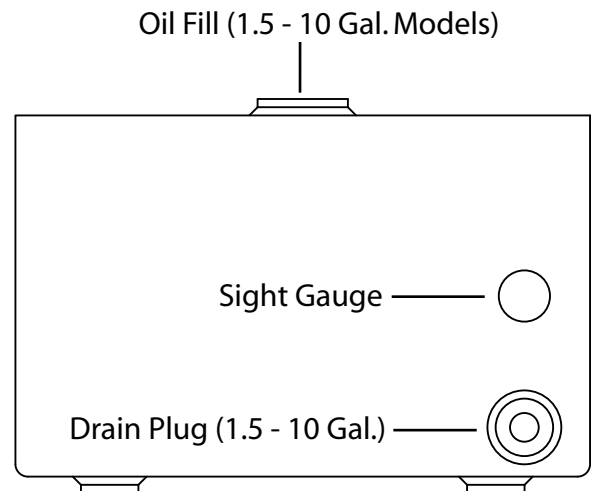 Oil Fill (1.5 - 10 Gal. Models)
Sight Gauge
Drain Plug (1.5 - 10 Gal.)